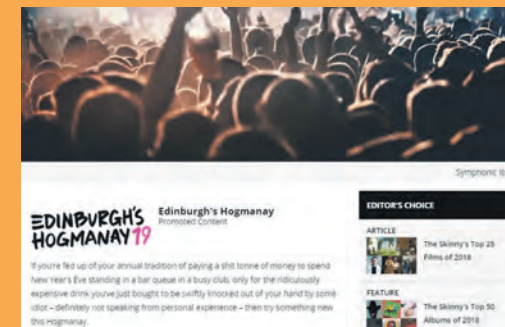 Symphonic Ib
EDINBURGH'S
HOGMANAY 19
Edinburgh's Hogmanay
Promoted Content
If you're fed up of your annual tradition of paying a shit tonne of money to spend
New Year's Eve standing in a bar queue in a busy club, only for the ridiculously
expensive drink you've just bought to be swiftly knocked out of your hand by some
idiot – definitely not speaking from personal experience – then try something new
this Hogmanay.
EDITOR'S CHOICE
ARTICLE
The Skinny's Top 25
Films of 2018
FEATURE
The Skinny's Top 50
Albums of 2018